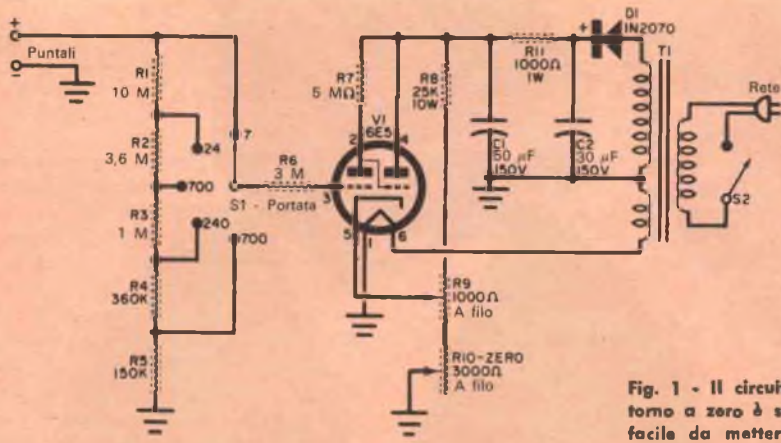 +
Puntali
-
R1
10 M
R2
3,6 M
R3
1 M
R4
360K
R5
150K
7
24
700
240
700
S1 - Portata
R6
3 M
R7
5 MΩ
V1
6E5
2
4
3
5
1
6
R8
25K
10W
R9
1000Ω
A filo
R10-ZERO
3000Ω
A filo
R11
1000Ω
1W
C1
50 µF
150V
C2
30 µF
150V
+
D1
1N2070
T1
Rete
S2
Fig. 1 - Il circuit
torno a zero è s
facile da metter